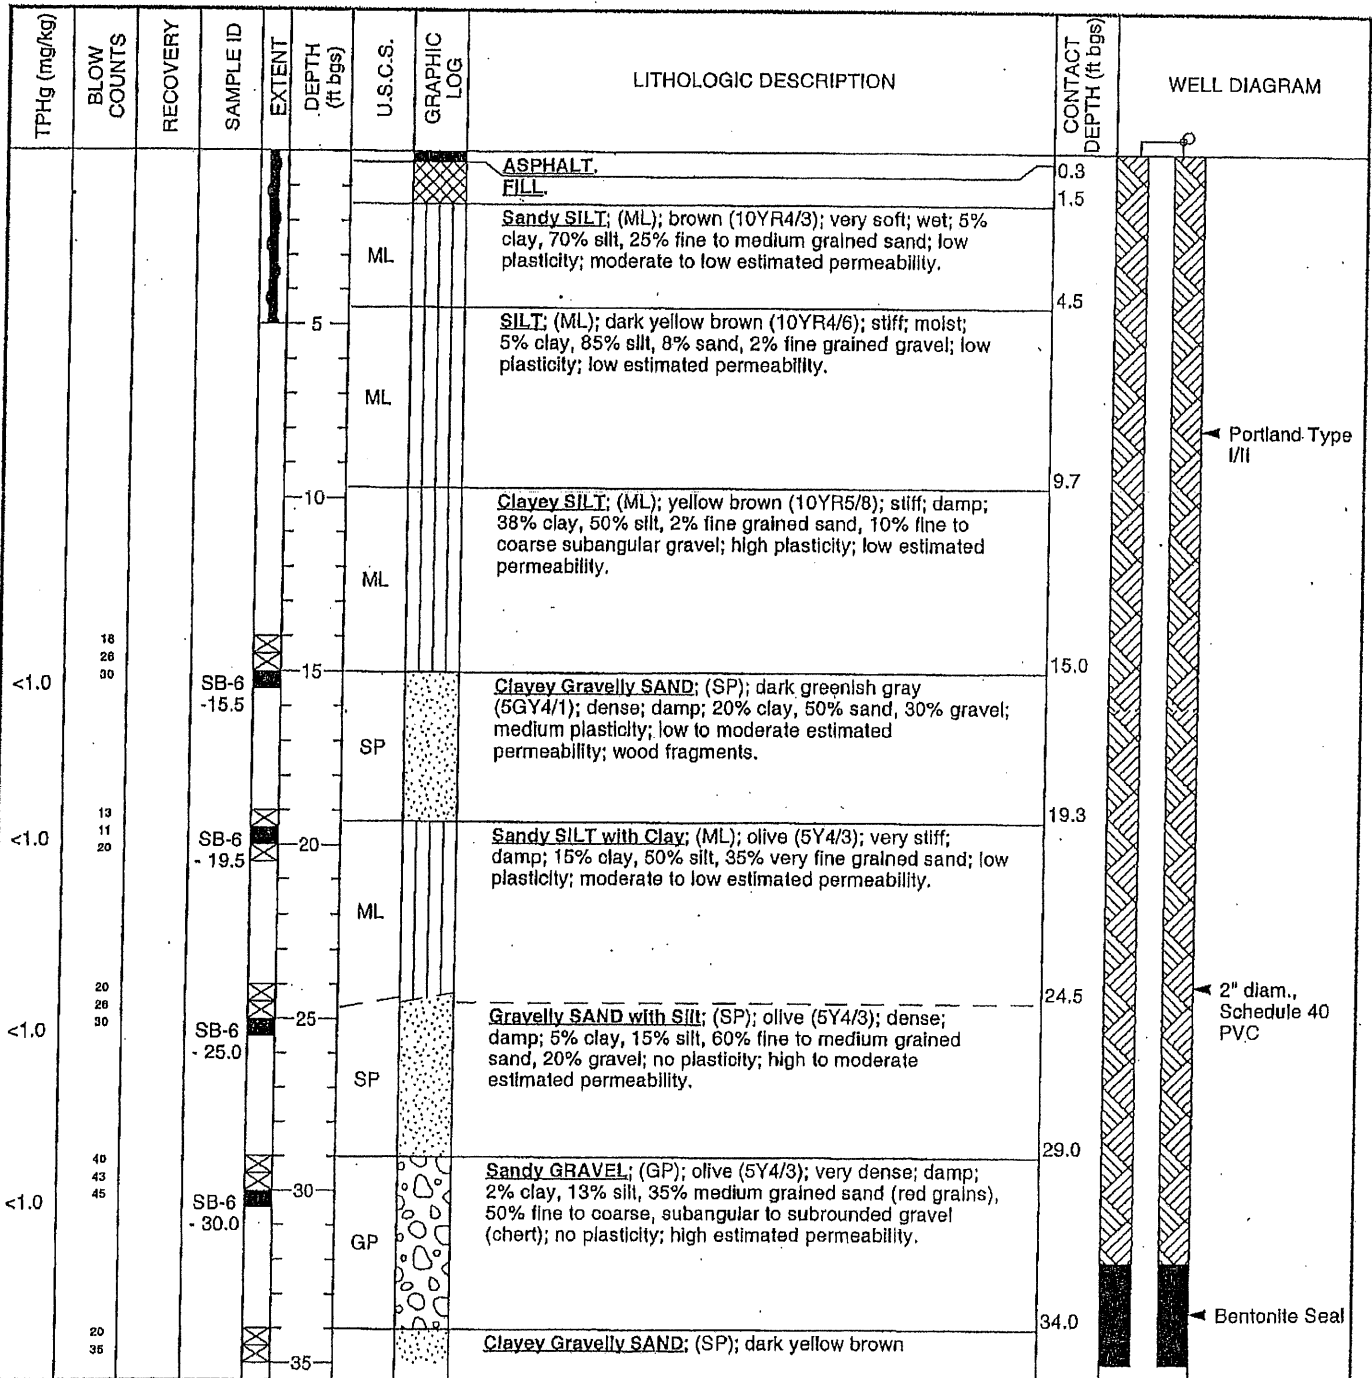 TPHg (mg/kg)
BLOW
COUNTS
RECOVERY
SAMPLE ID
EXTENT
DEPTH
(ft bgs)
U.S.C.S.
GRAPHIC
LOG
LITHOLOGIC DESCRIPTION
CONTACT
DEPTH (ft bgs)
WELL DIAGRAM
ASPHALT.
0.3
FILL.
1.5
Sandy SILT; (ML); brown (10YR4/3); very soft; wet; 5%
clay, 70% silt, 25% fine to medium grained sand; low
plasticity; moderate to low estimated permeability.
ML
4.5
5
SILT; (ML); dark yellow brown (10YR4/6); stiff; moist;
5% clay, 85% silt, 8% sand, 2% fine grained gravel; low
plasticity; low estimated permeability.
ML
Portland Type
I/II
9.7
10
Clayey SILT; (ML); yellow brown (10YR5/8); stiff; damp;
38% clay, 50% silt, 2% fine grained sand, 10% fine to
coarse subangular gravel; high plasticity; low estimated
permeability.
ML
18
26
30
15
15.0
<1.0
SB-6
-15.5
Clayey Gravelly SAND; (SP); dark greenish gray
(5GY4/1); dense; damp; 20% clay, 50% sand, 30% gravel;
medium plasticity; low to moderate estimated
permeability; wood fragments.
SP
13
11
20
19.3
<1.0
SB-6
- 19.5
20
Sandy SILT with Clay; (ML); olive (5Y4/3); very stiff;
damp; 15% clay, 50% silt, 35% very fine grained sand; low
plasticity; moderate to low estimated permeability.
ML
20
26
30
24.5
2" diam.,
Schedule 40
PVC
<1.0
SB-6
- 25.0
25
Gravelly SAND with Silt; (SP); olive (5Y4/3); dense;
damp; 5% clay, 15% silt, 60% fine to medium grained
sand, 20% gravel; no plasticity; high to moderate
estimated permeability.
SP
29.0
40
43
45
<1.0
SB-6
- 30.0
30
Sandy GRAVEL; (GP); olive (5Y4/3); very dense; damp;
2% clay, 13% silt, 35% medium grained sand (red grains),
50% fine to coarse, subangular to subrounded gravel
(chert); no plasticity; high estimated permeability.
GP
Bentonite Seal
34.0
20
35
35
Clayey Gravelly SAND; (SP); dark yellow brown